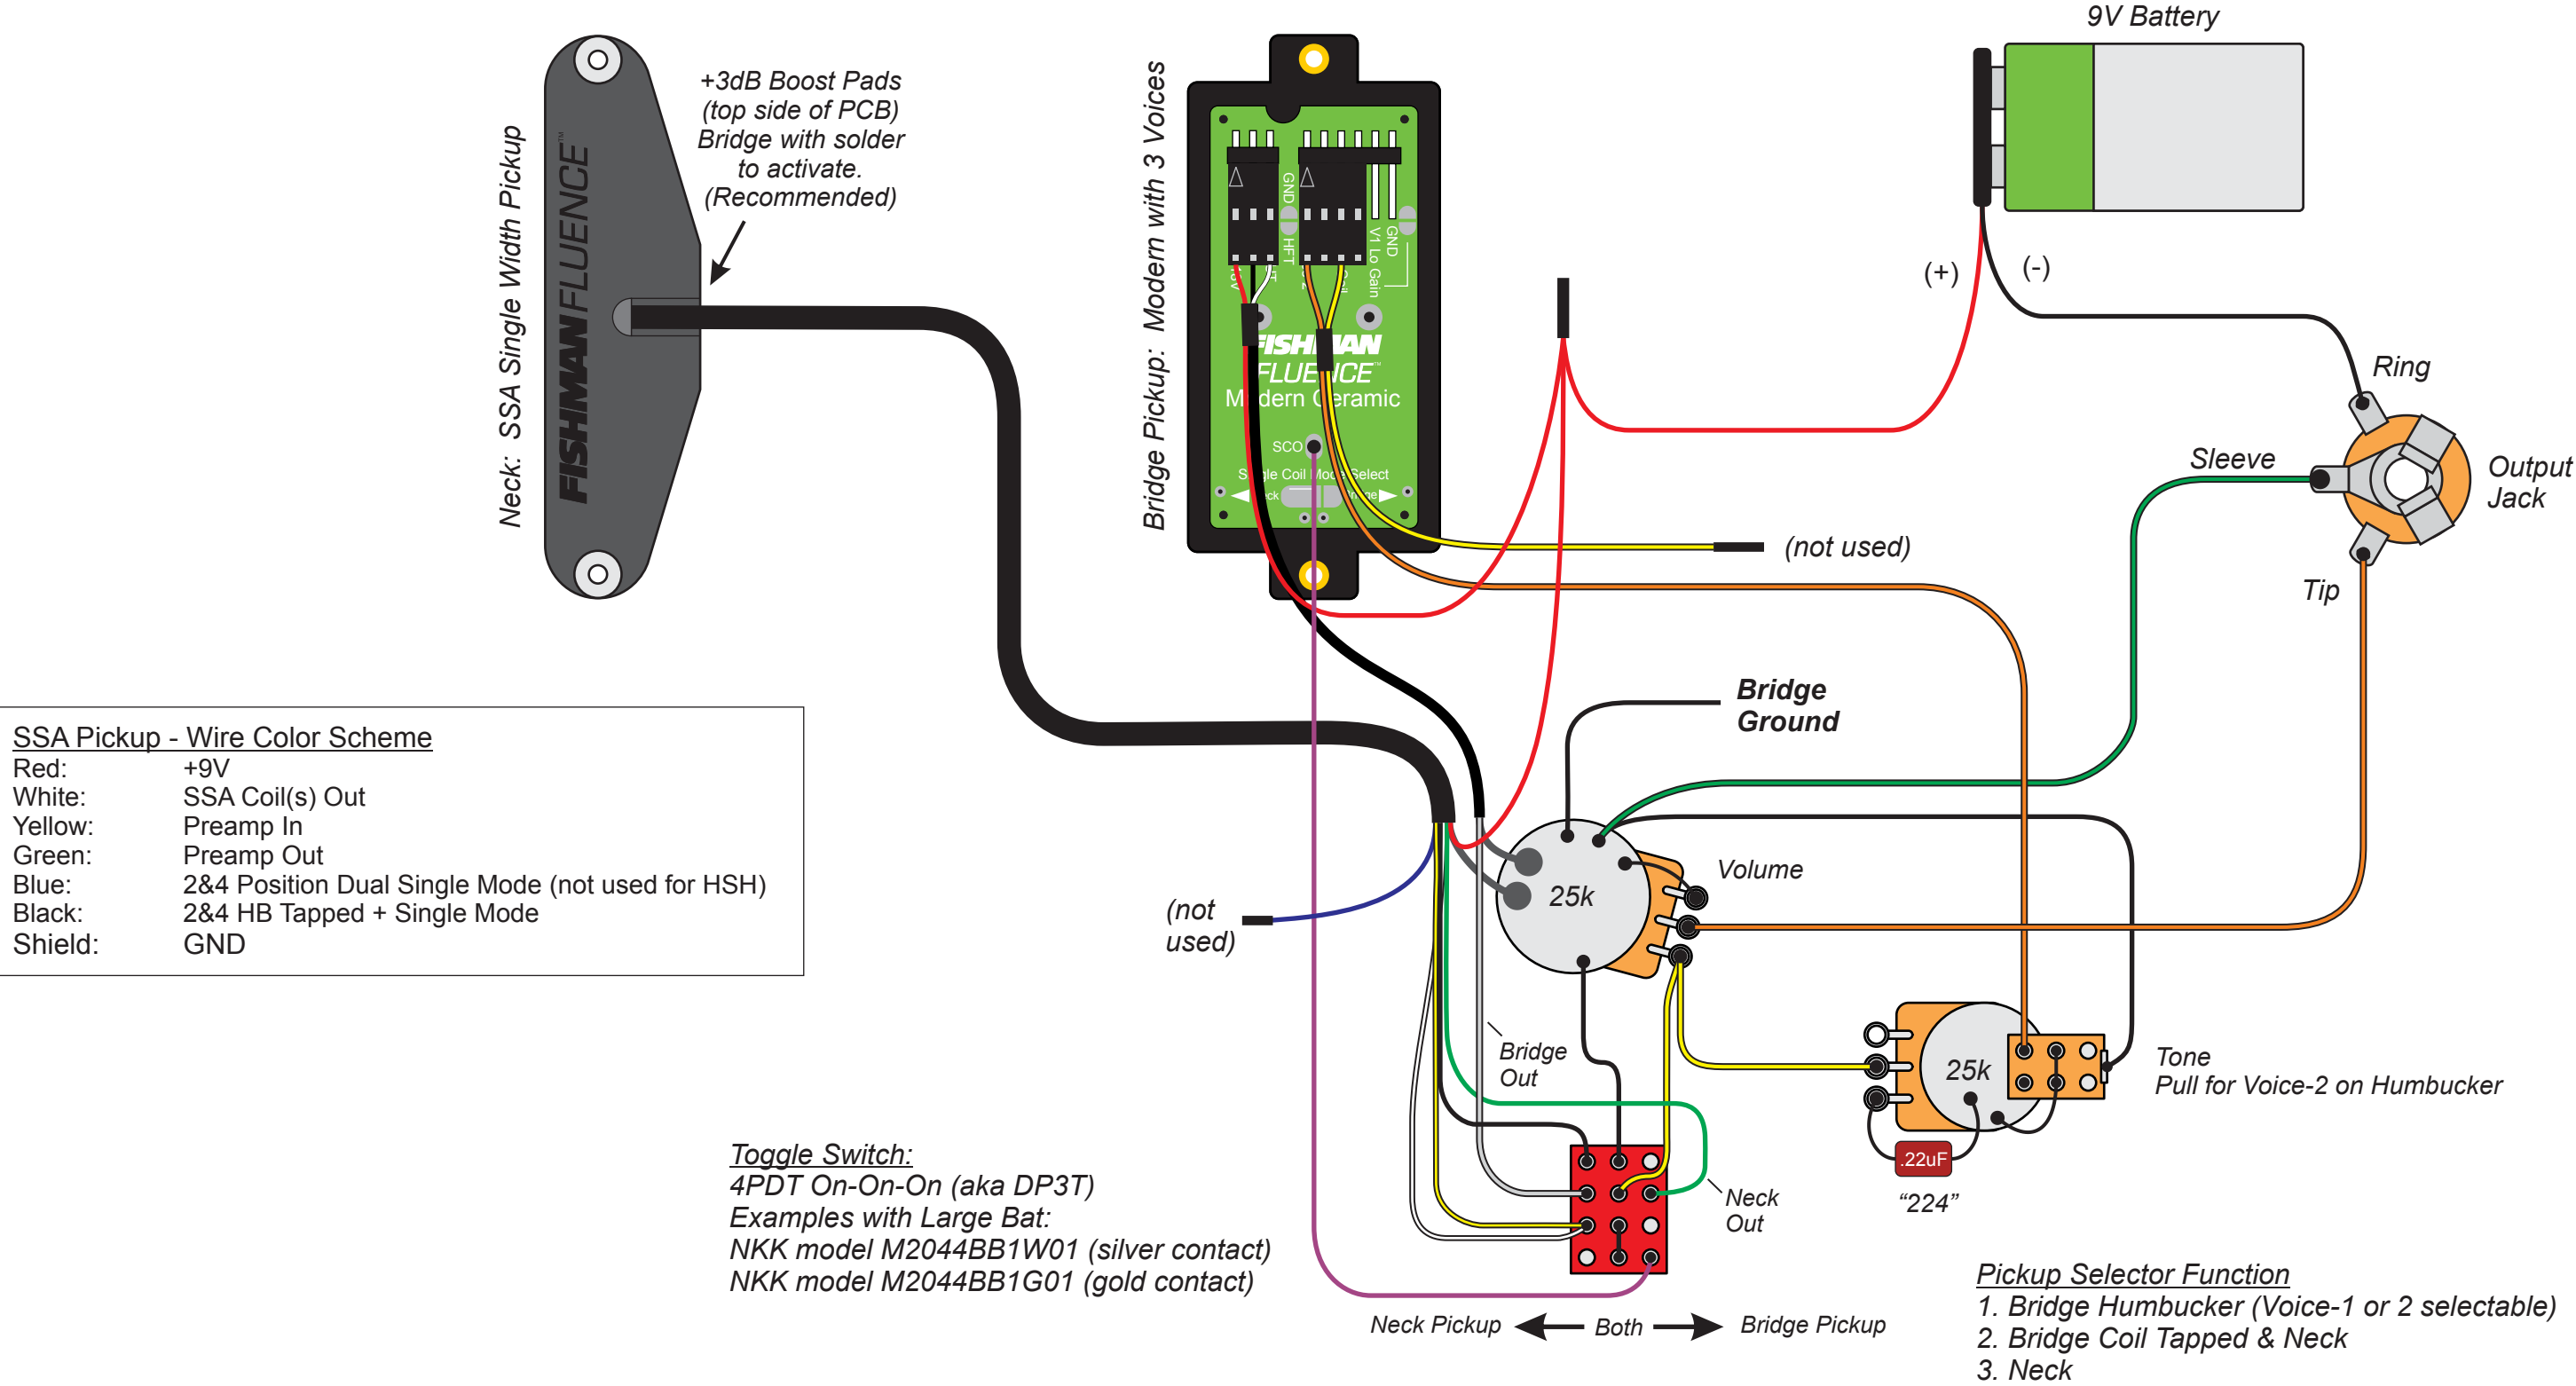 9V Battery
+3dB Boost Pads
(top side of PCB)
Bridge with solder
to activate.
(Recommended)
Neck: SSA Single Width Pickup
FISHMAN FLUENCE™
Bridge Pickup: Modern with 3 Voices
GND
HFT
V1 Lo Gain
GND
FLUENCE™
SCO
(+)
(-)
Ring
Sleeve
Output
Jack
Tip
(not used)
Bridge
Ground
SSA Pickup - Wire Color Scheme
Red: +9V
White: SSA Coil(s) Out
Yellow: Preamp In
Green: Preamp Out
Blue: 2&4 Position Dual Single Mode (not used for HSH)
Black: 2&4 HB Tapped + Single Mode
Shield: GND
Volume
25k
(not
used)
Bridge
Out
25k
Tone
Pull for Voice-2 on Humbucker
.22uF
“224”
Toggle Switch:
4PDT On-On-On (aka DP3T)
Examples with Large Bat:
NKK model M2044BB1W01 (silver contact)
NKK model M2044BB1G01 (gold contact)
Neck
Out
Neck Pickup Both Bridge Pickup
Pickup Selector Function
1. Bridge Humbucker (Voice-1 or 2 selectable)
2. Bridge Coil Tapped & Neck
3. Neck